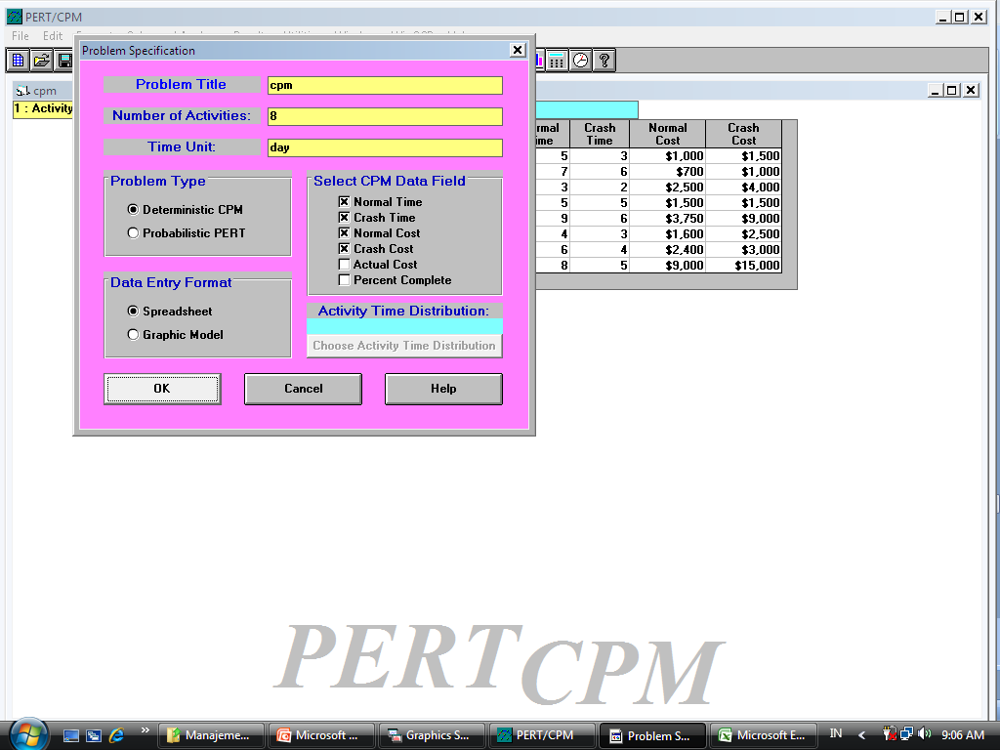 PERT/CPM
File Edit
Problem Specification
Problem Title cpm
Number of Activities: 8
Time Unit: day
Problem Type
Deterministic CPM
Probabilistic PERT
Data Entry Format
Spreadsheet
Graphic Model
Select CPM Data Field
Normal Time
Crash Time
Normal Cost
Crash Cost
Actual Cost
Percent Complete
Activity Time Distribution:
Choose Activity Time Distribution
OK Cancel Help
cpm
1 : Activity
Crash Normal Crash
Time Cost Cost
5 3 $1,000 $1,500
7 6 $700 $1,000
3 2 $2,500 $4,000
5 5 $1,500 $1,500
9 6 $3,750 $9,000
4 3 $1,600 $2,500
6 4 $2,400 $3,000
8 5 $9,000 $15,000
PERT CPM
Manajeme... Microsoft ... Graphics S... PERT/CPM Problem S... Microsoft E... IN < 9:06 AM